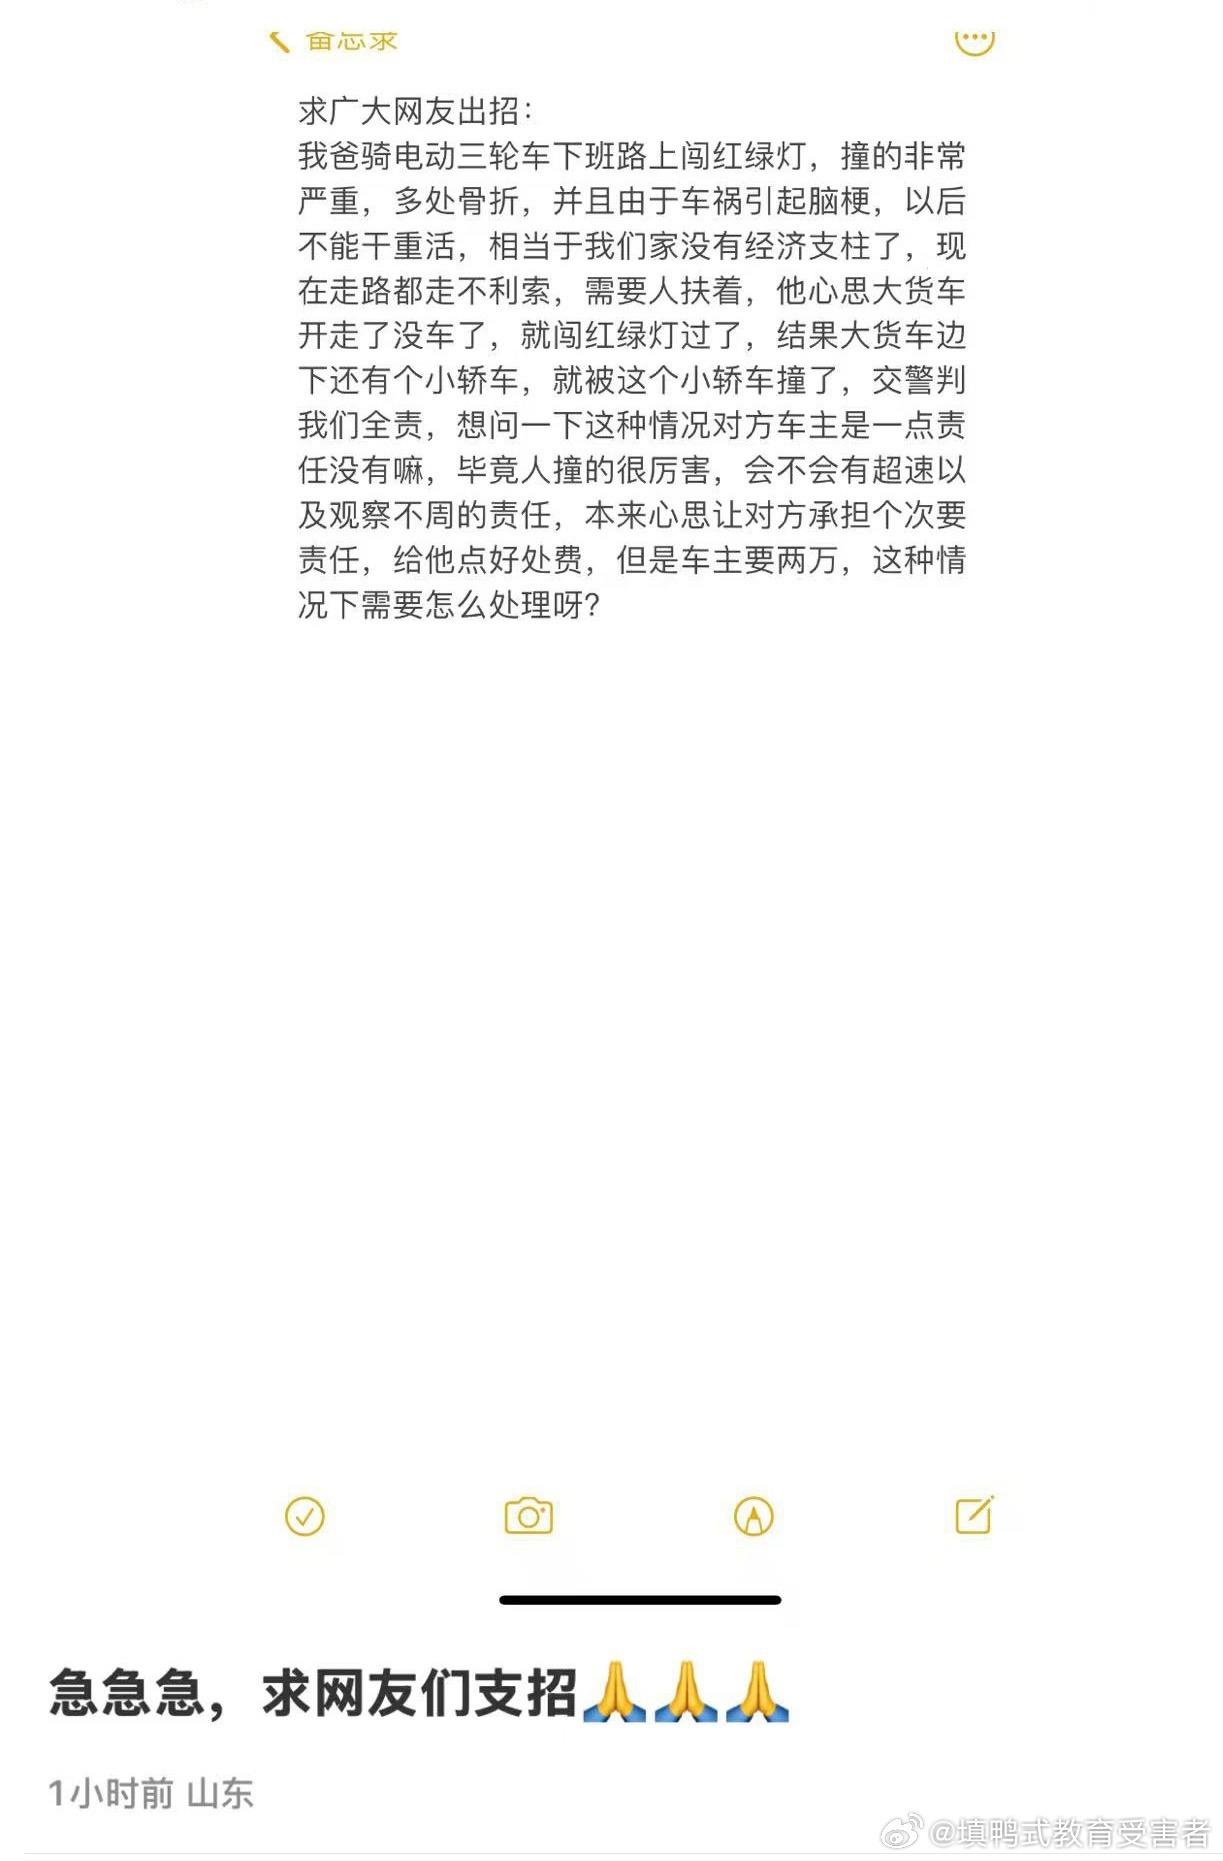 备忘录
求广大网友出招：
我爸骑电动三轮车下班路上闯红绿灯，撞的非常
严重，多处骨折，并且由于车祸引起脑梗，以后
不能干重活，相当于我们家没有经济支柱了，现
在走路都走不利索，需要人扶着，他心思大货车
开走了没车了，就闯红绿灯过了，结果大货车边
下还有个小轿车，就被这个小轿车撞了，交警判
我们全责，想问一下这种情况对方车主是一点责
任没有嘛，毕竟人撞的很厉害，会不会有超速以
及观察不周的责任，本来心思让对方承担个次要
责任，给他点好处费，但是车主要两万，这种情
况下需要怎么处理呀？
急急急，求网友们支招🙏🙏🙏
1小时前 山东
@填鸭式教育受害者